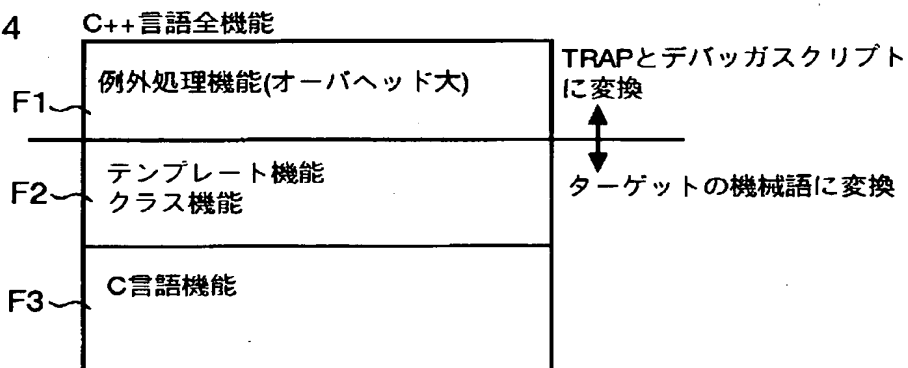 4
C++言語全機能
F1
例外処理機能(オーバヘッド大)
TRAPとデバッガスクリプト
に変換
F2
テンプレート機能
クラス機能
ターゲットの機械語に変換
F3
C言語機能